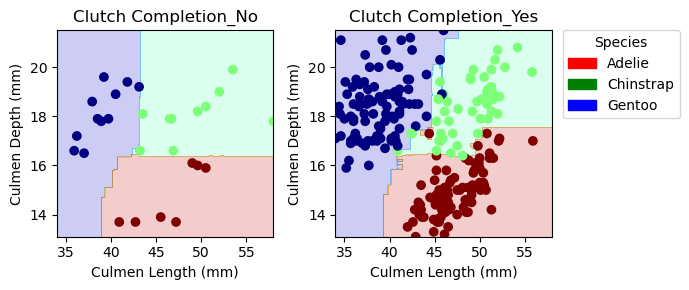 Clutch Completion_No
Culmen Depth (mm)
20
18
16
14
35 40 45 50 55
Culmen Length (mm)
Clutch Completion_Yes
Culmen Depth (mm)
20
18
16
14
35 40 45 50 55
Culmen Length (mm)
Species
Adelie
Chinstrap
Gentoo